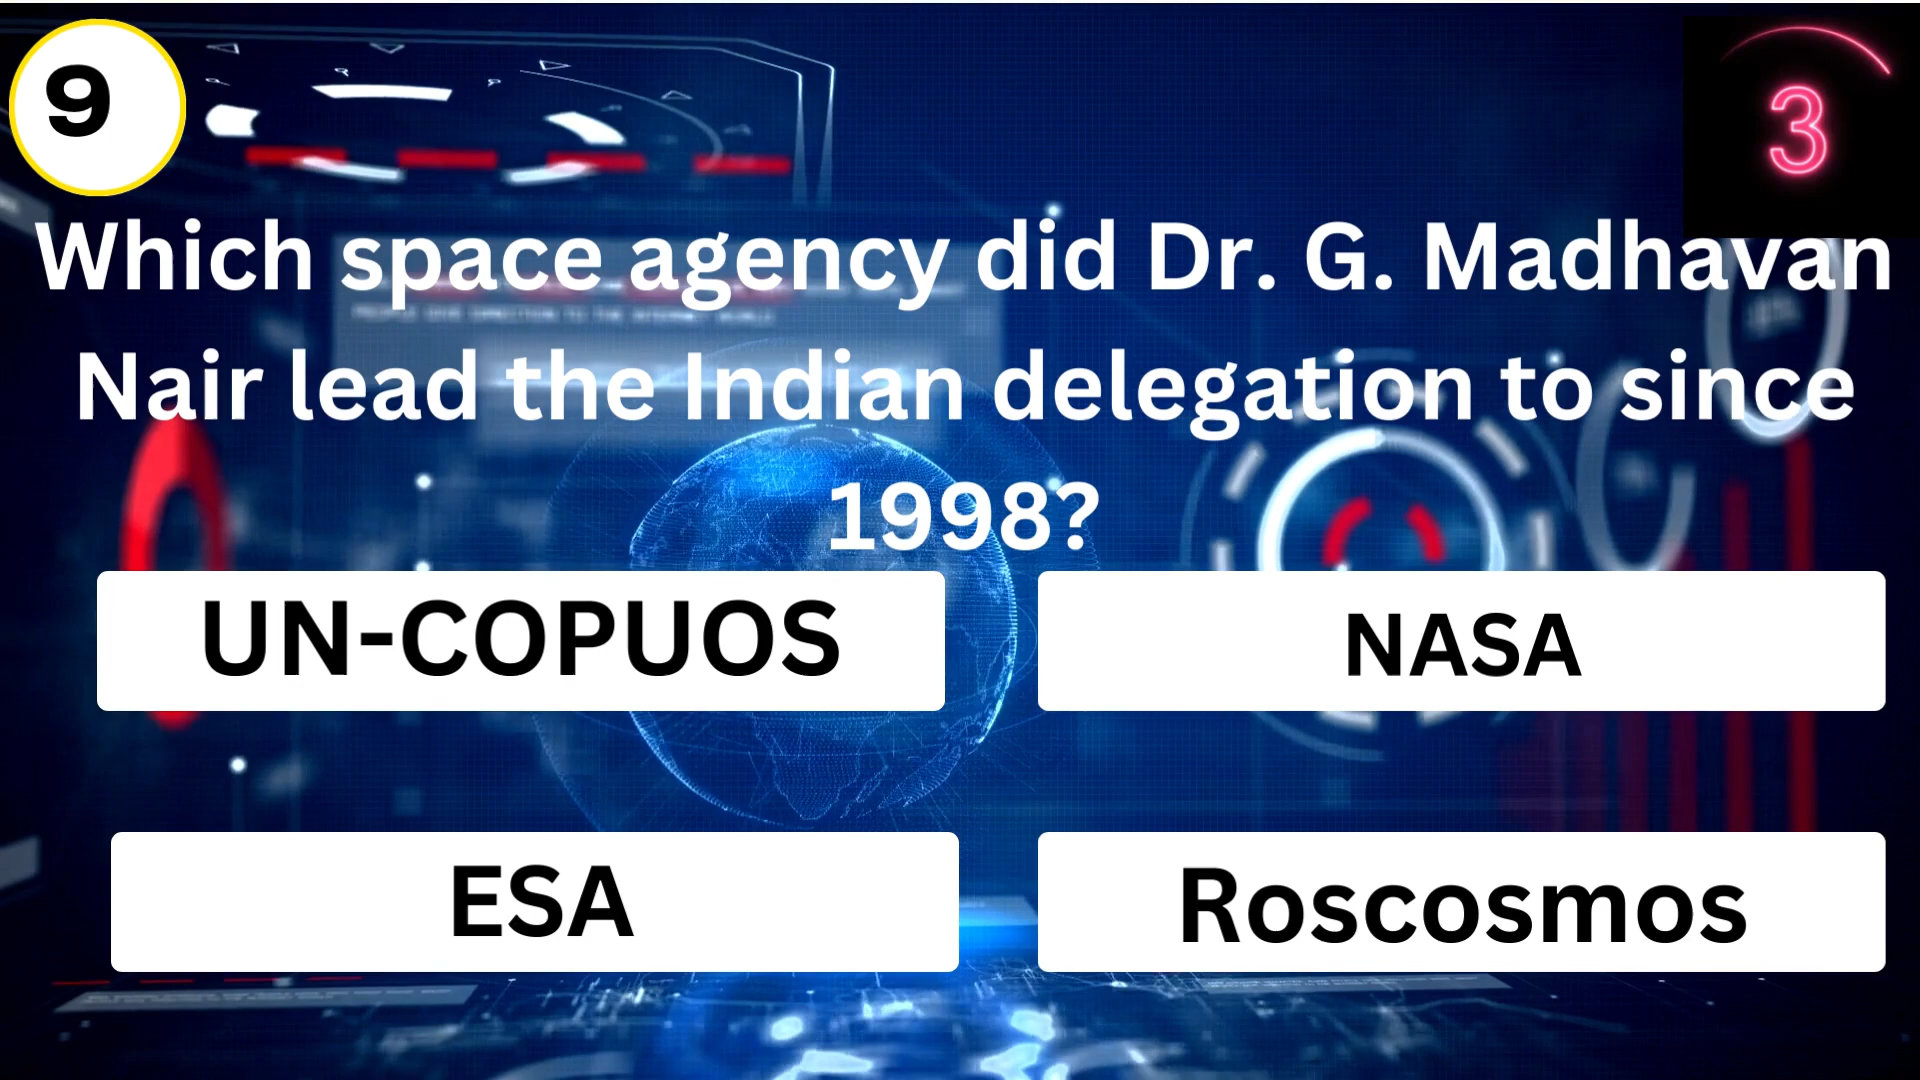 9
3
Which space agency did Dr. G. Madhavan
Nair lead the Indian delegation to since
1998?
UN-COPUOS
NASA
ESA
Roscosmos